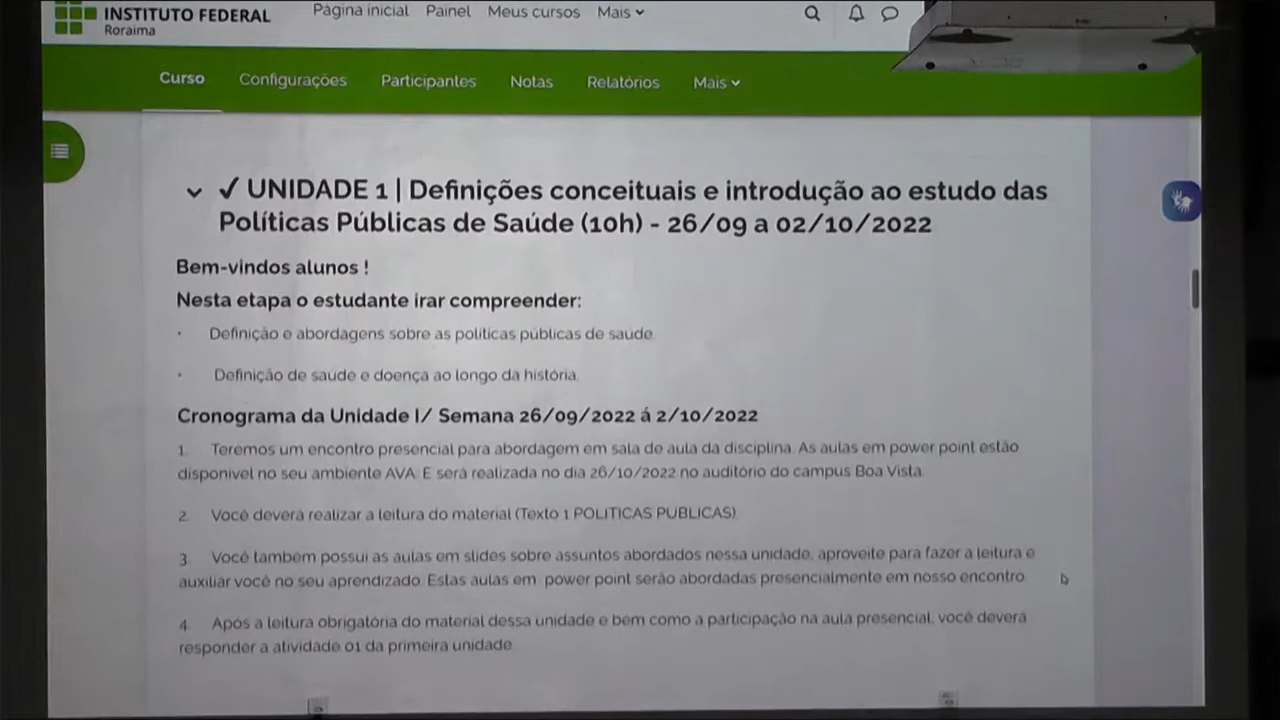 INSTITUTO FEDERAL
Roraima
Página inicial Painel Meus cursos Mais
Curso Configurações Participantes Notas Relatórios Mais
✓ UNIDADE 1 | Definições conceituais e introdução ao estudo das
Políticas Públicas de Saúde (10h) - 26/09 a 02/10/2022
Bem-vindos alunos !
Nesta etapa o estudante irar compreender:
• Definição e abordagens sobre as políticas públicas de saude.
• Definição de saude e doença ao longo da história.
Cronograma da Unidade I/ Semana 26/09/2022 á 2/10/2022
1. Teremos um encontro presencial para abordagem em sala de aula da disciplina. As aulas em power point estão
disponivel no seu ambiente AVA. E será realizada no dia 26/10/2022 no auditório do campus Boa Vista.
2. Você deverá realizar a leitura do material (Texto 1 POLITICAS PUBLICAS).
3. Você também possui as aulas em slides sobre assuntos abordados nessa unidade, aproveite para fazer a leitura e
auxiliar você no seu aprendizado. Estas aulas em power point serão abordadas presencialmente em nosso encontro.
4. Após a leitura obrigatória do material dessa unidade e bem como a participação na aula presencial, você deverá
responder a atividade 01 da primeira unidade.